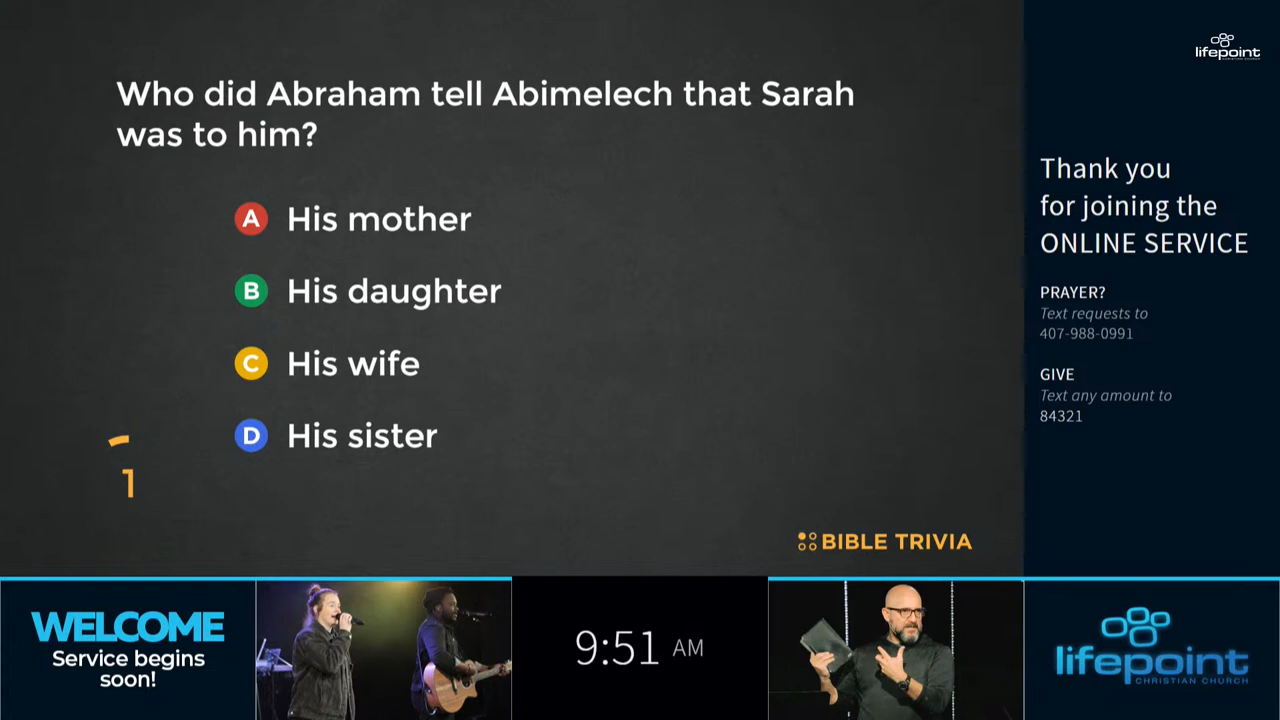 Who did Abraham tell Abimelech that Sarah
was to him?
A His mother
B His daughter
C His wife
D His sister
1
BIBLE TRIVIA
lifepoint
CHRISTIAN CHURCH
Thank you
for joining the
ONLINE SERVICE
PRAYER?
Text requests to
407-988-0991
GIVE
Text any amount to
84321
WELCOME
Service begins
soon!
9:51 AM
lifepoint
CHRISTIAN CHURCH